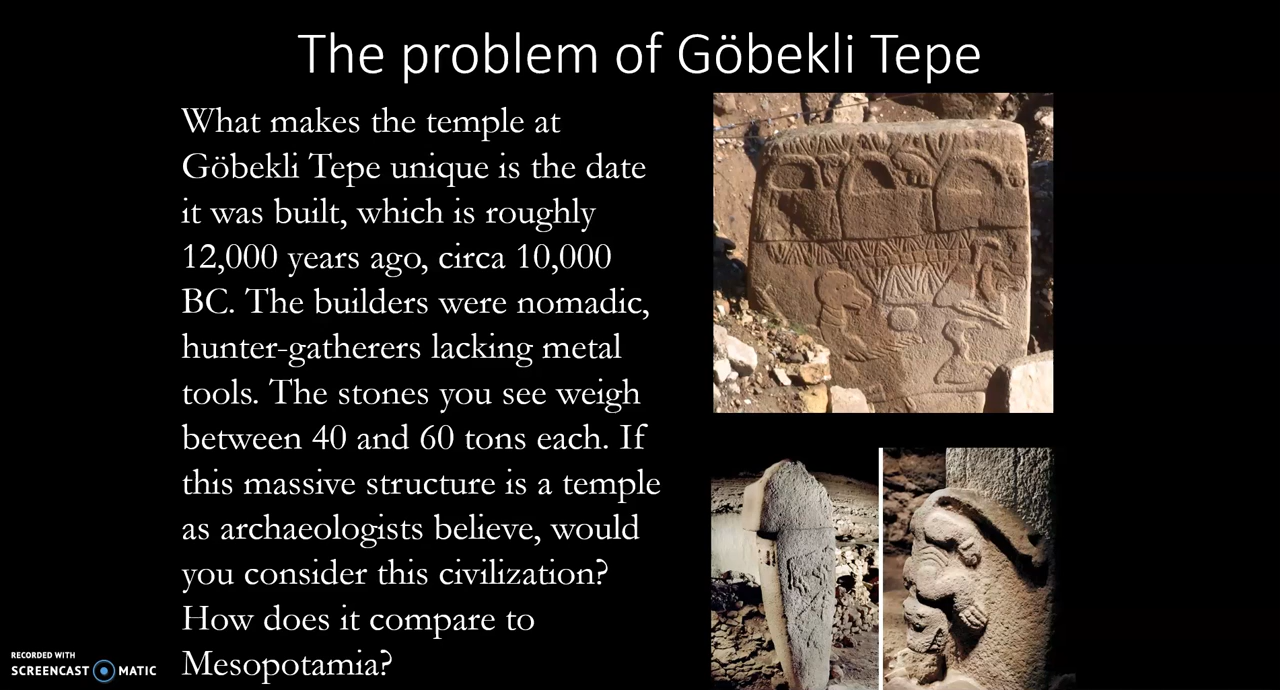 The problem of Göbekli Tepe
What makes the temple at
Göbekli Tepe unique is the date
it was built, which is roughly
12,000 years ago, circa 10,000
BC. The builders were nomadic,
hunter-gatherers lacking metal
tools. The stones you see weigh
between 40 and 60 tons each. If
this massive structure is a temple
as archaeologists believe, would
you consider this civilization?
How does it compare to
Mesopotamia?
RECORDED WITH
SCREENCAST MATIC